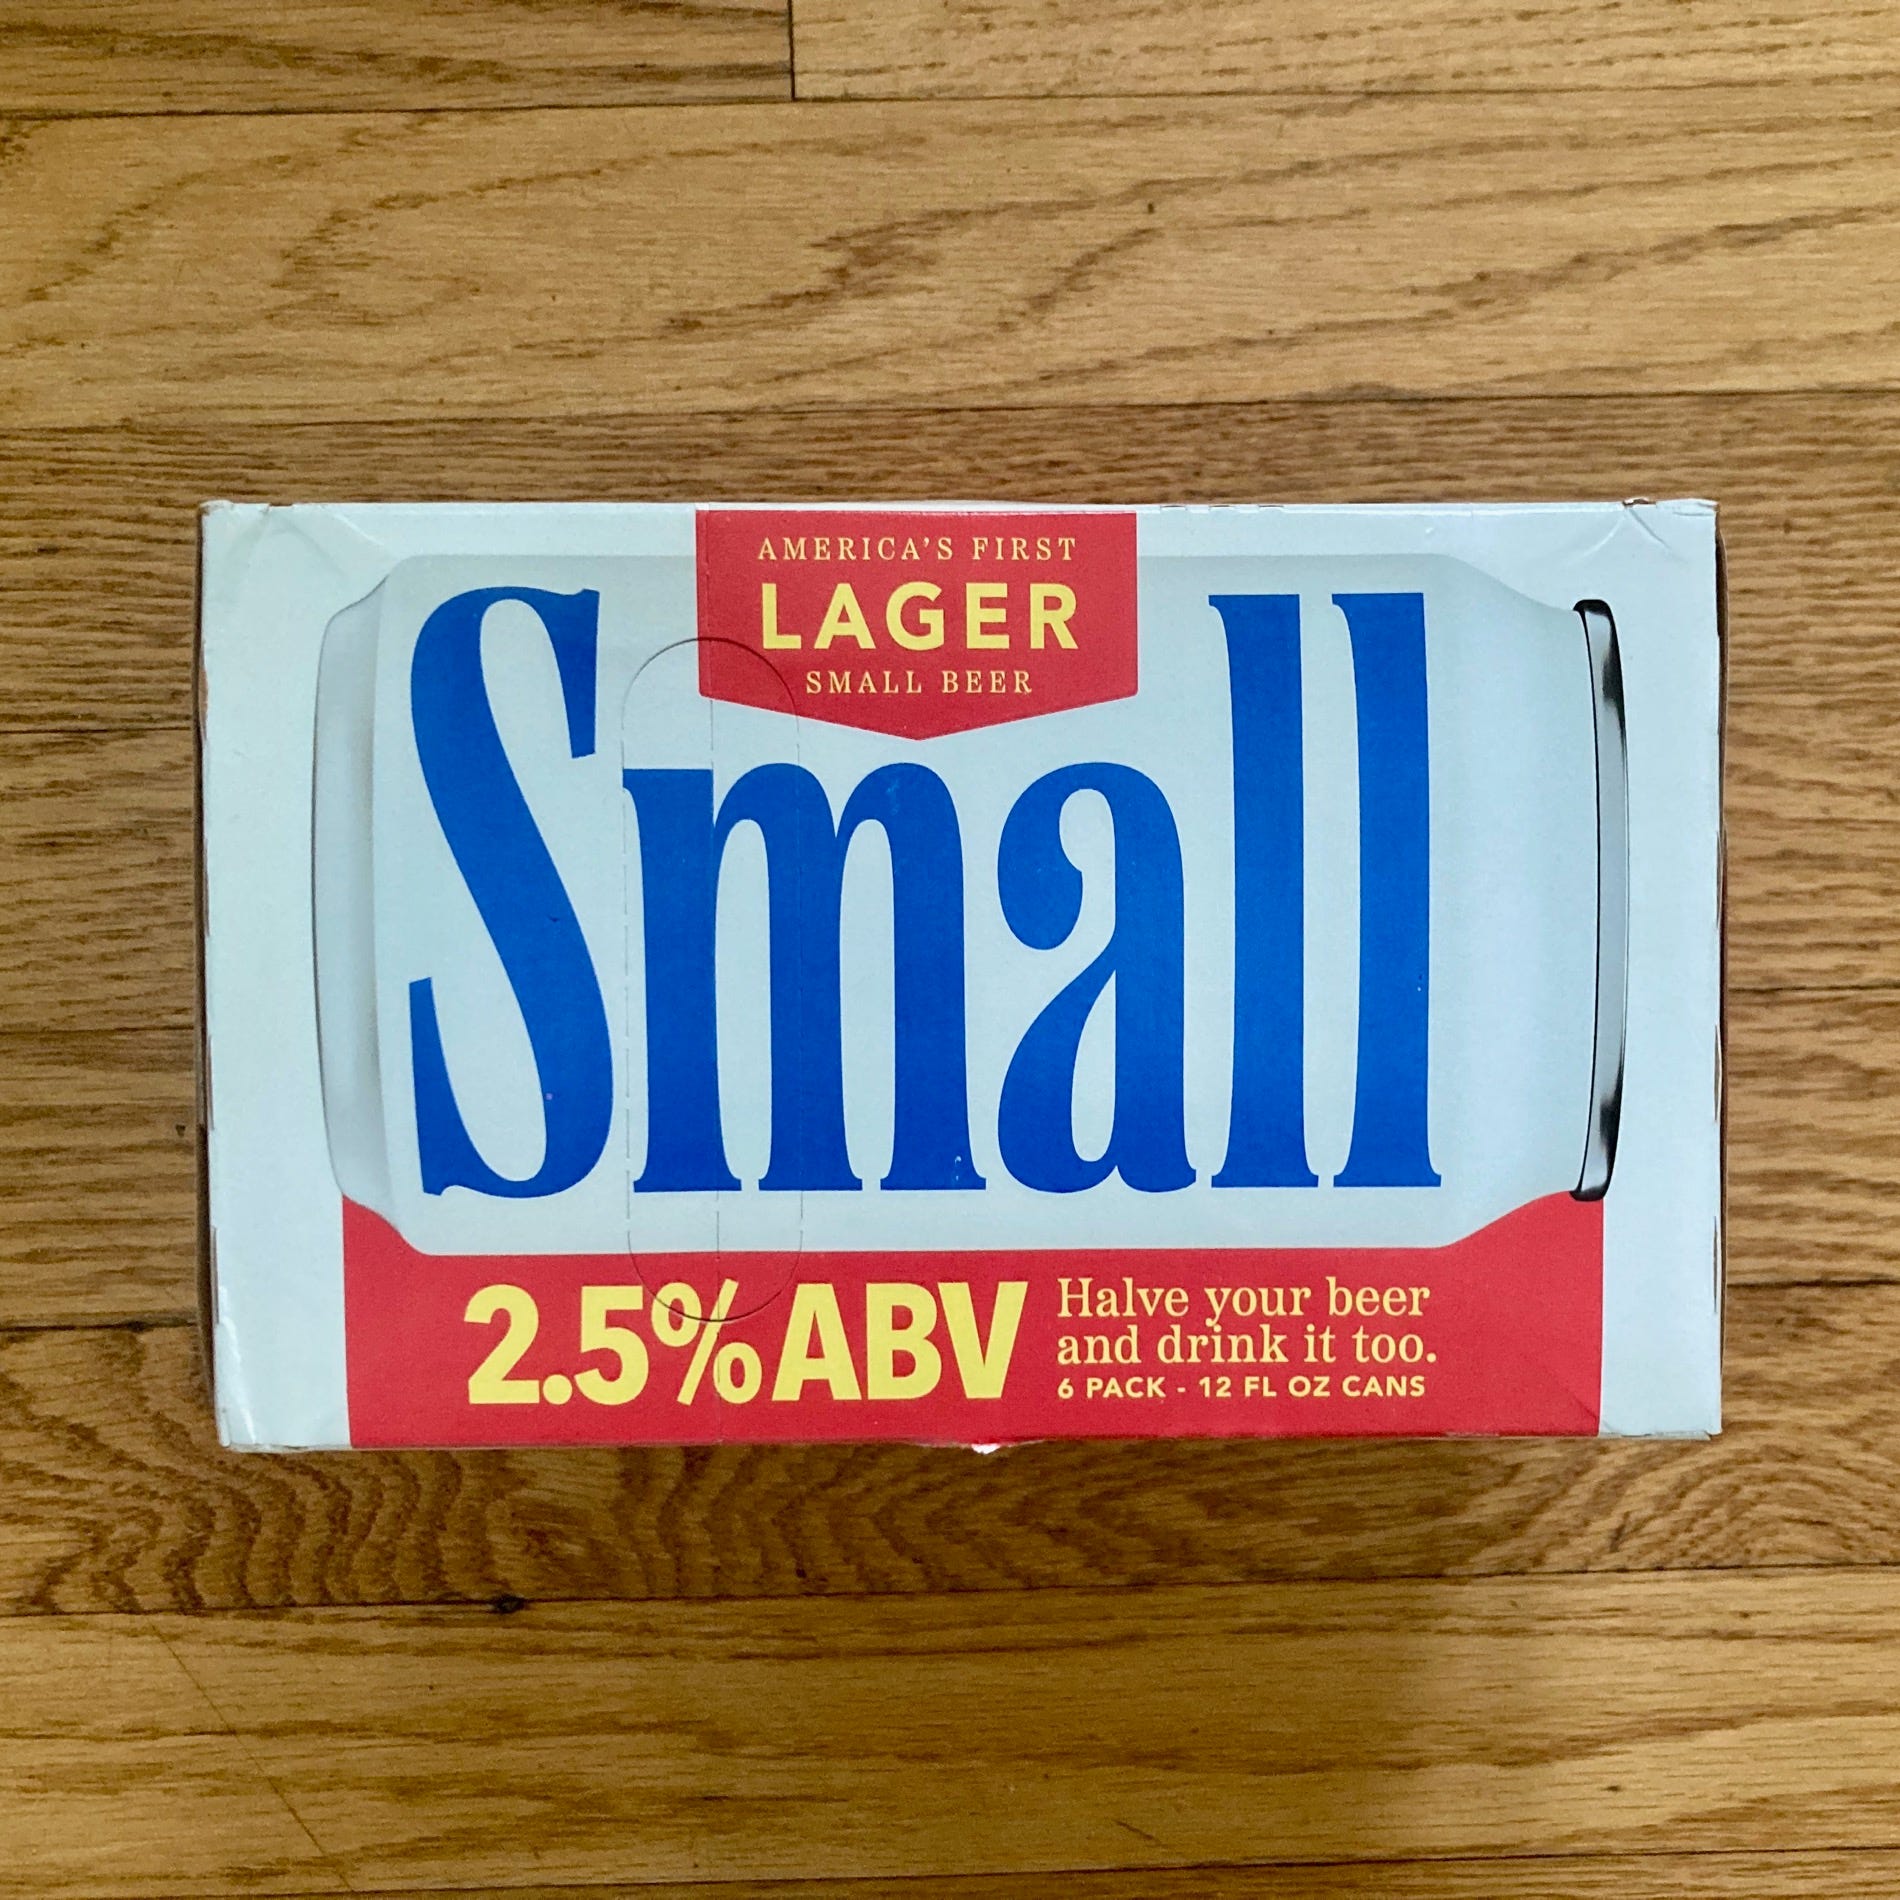 AMERICA'S FIRST
LAGER
SMALL BEER
Small
2.5% ABV
Halve your beer
and drink it too.
6 PACK - 12 FL OZ CANS